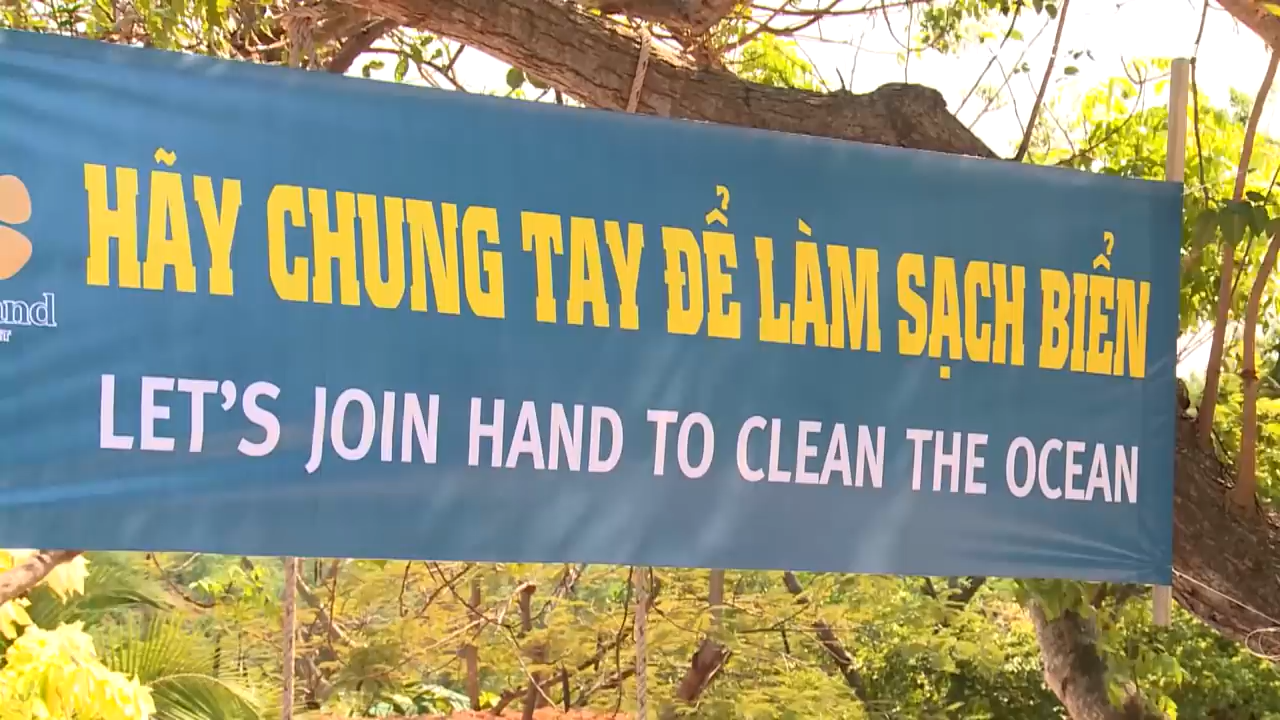 HÃY CHUNG TAY ĐỂ LÀM SẠCH BIỂN
LET'S JOIN HAND TO CLEAN THE OCEAN